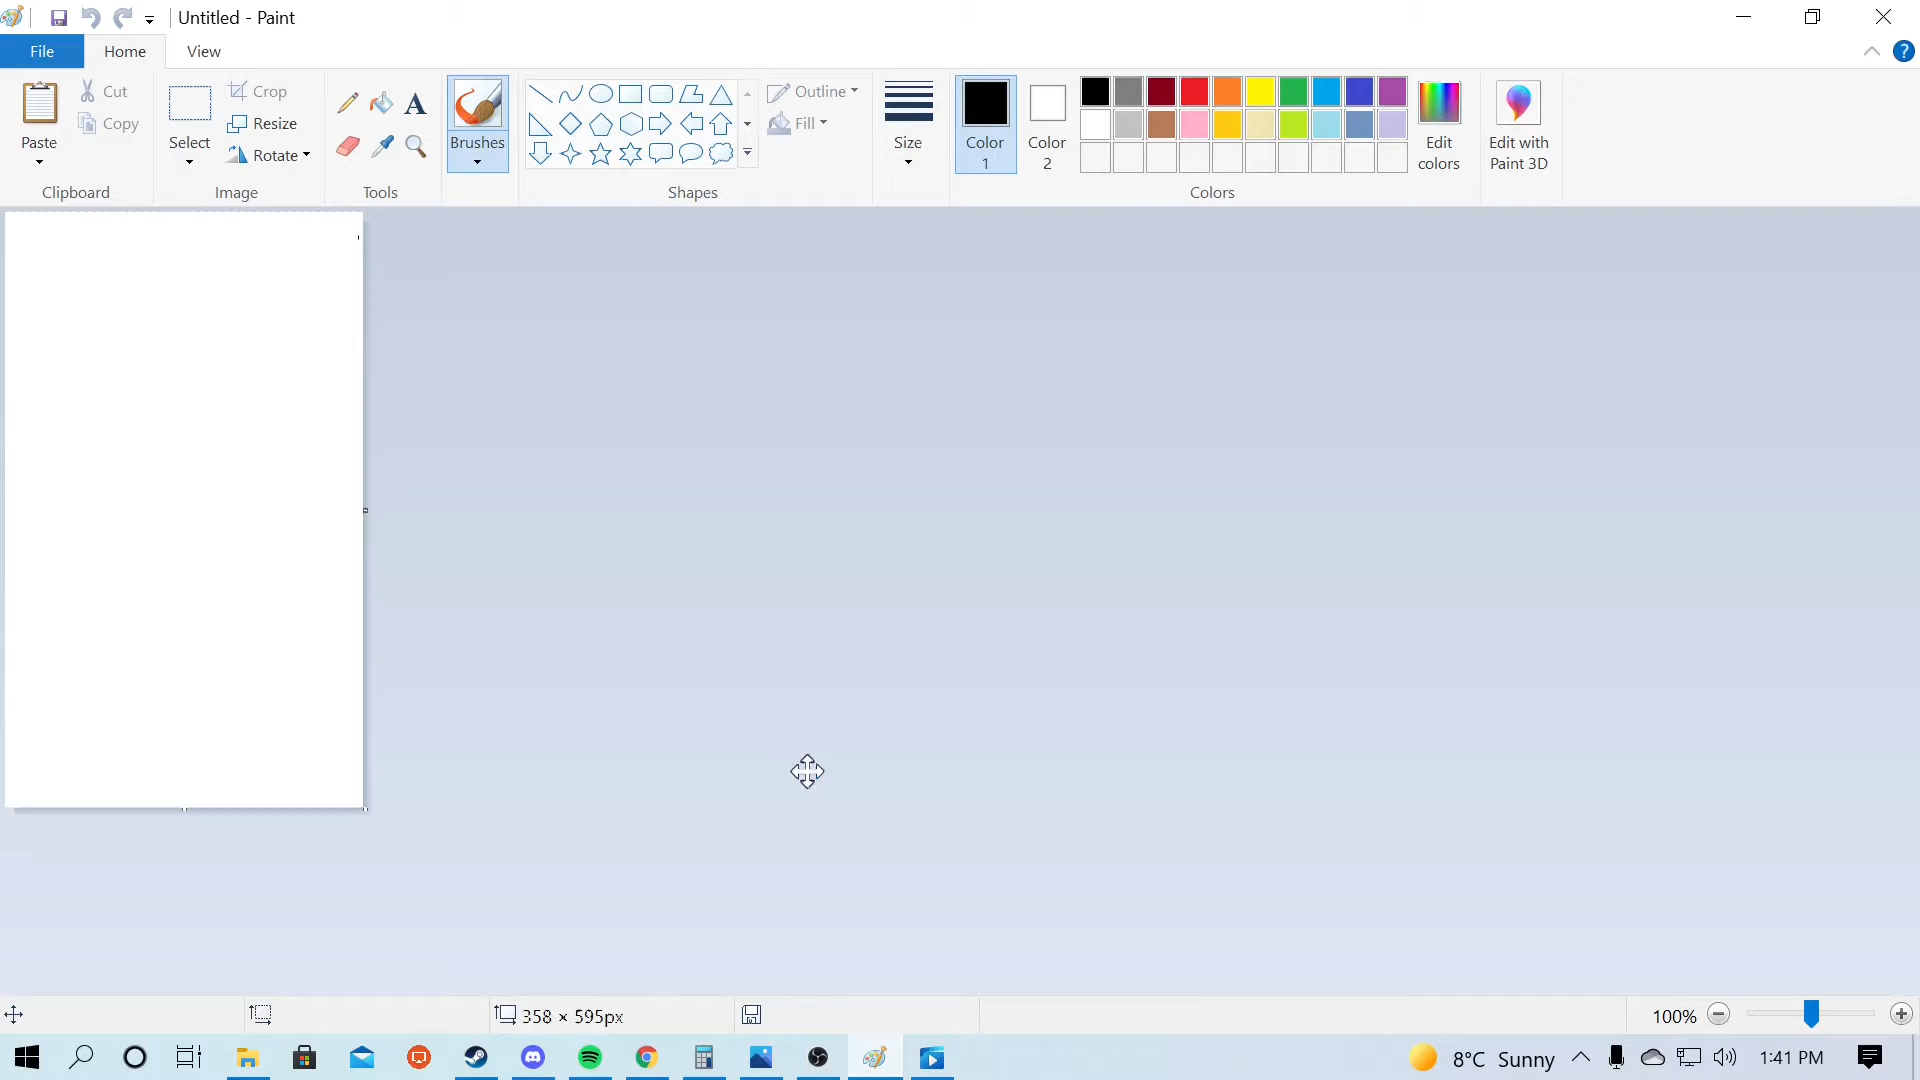 Untitled - Paint
File
Home
View
?
Paste
Cut
Copy
Clipboard
Select
Crop
Resize
Rotate
Image
A
Tools
Brushes
Outline
Fill
Shapes
Size
Color
1
Color
2
Edit
colors
Colors
Edit with
Paint 3D
358 × 595px
100%
8°C Sunny
1:41 PM